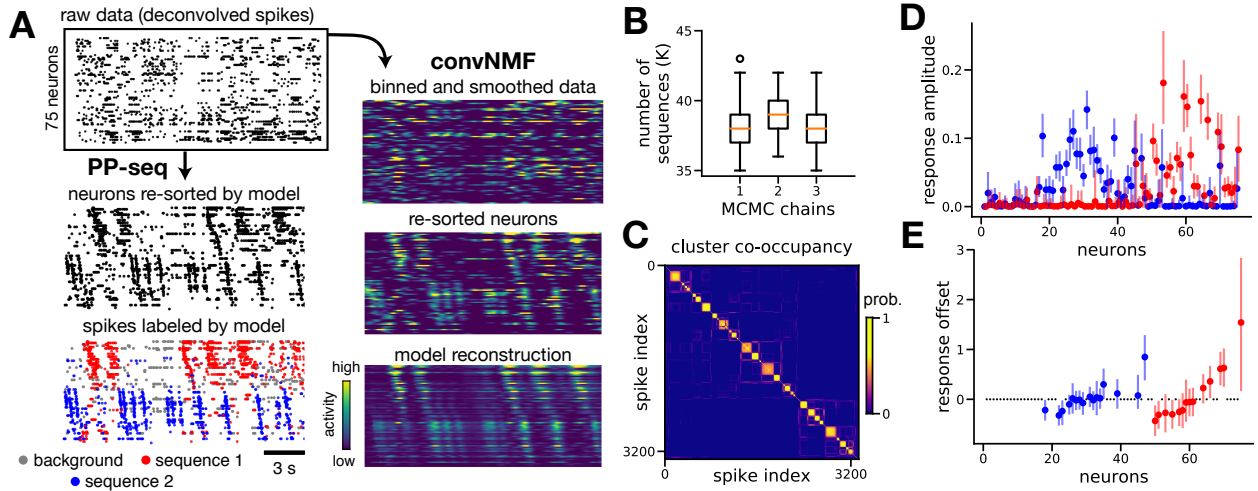 A
raw data (deconvolved spikes)
75 neurons
PP-seq
neurons re-sorted by model
spikes labeled by model
background
sequence 1
sequence 2
3 s
convNMF
binned and smoothed data
re-sorted neurons
model reconstruction
high
activity
low
B
number of
sequences (K)
45
40
35
1 2 3
MCMC chains
C
cluster co-occupancy
0
spike index
3200
0 3200
spike index
prob.
1
0
D
response amplitude
0.2
0.1
0.0
0 20 40 60
neurons
E
response offset
3
2
1
0
0 20 40 60
neurons